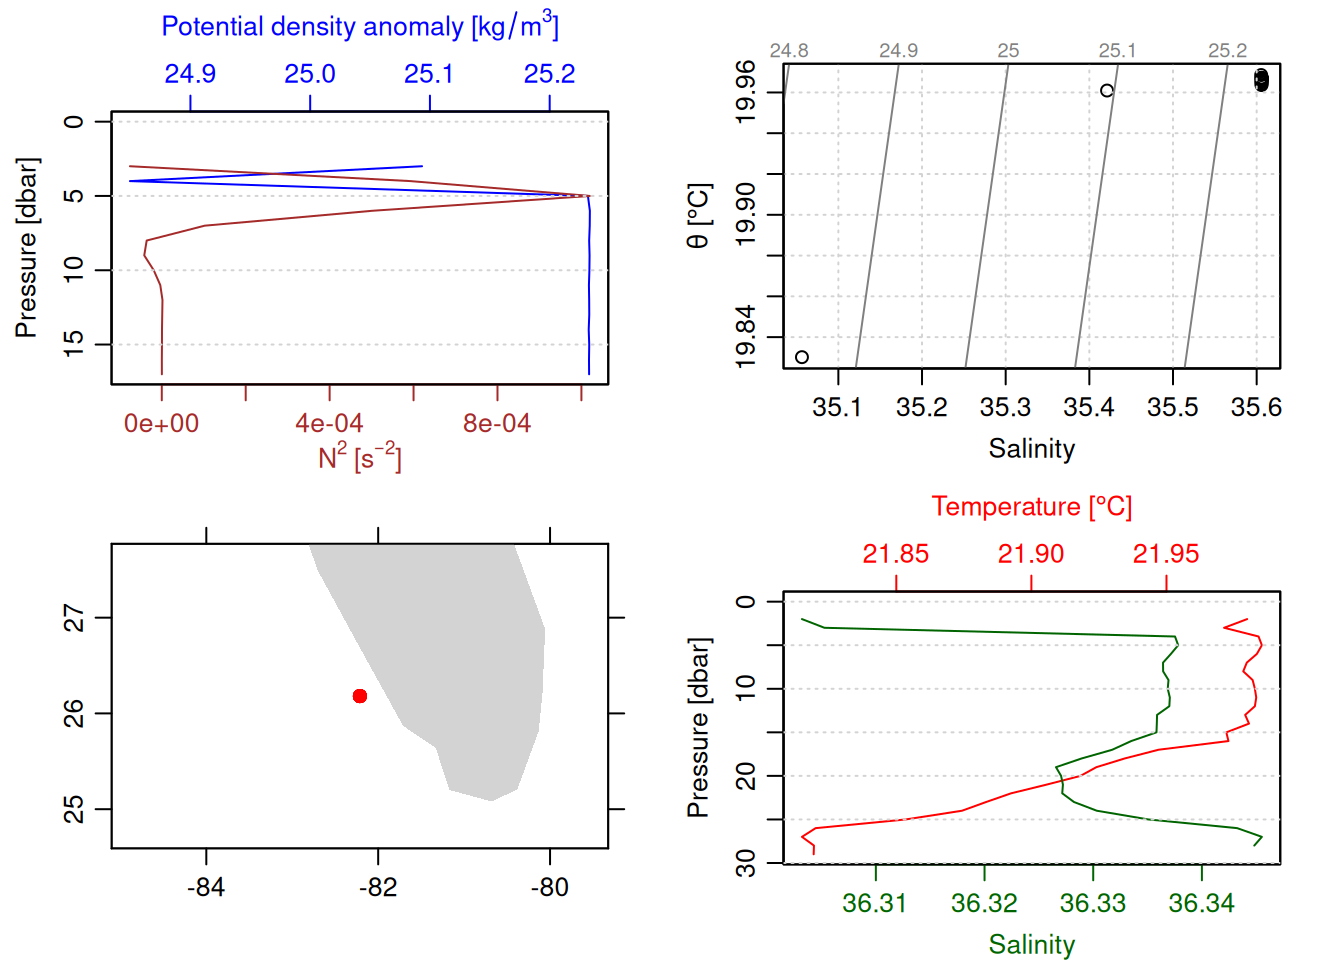 Potential density anomaly [kg/m³]
24.9 25.0 25.1 25.2
Pressure [dbar]
0
5
10
15
0e+00 4e-04 8e-04
N² [s⁻²]
24.8 24.9 25 25.1 25.2
θ [°C]
19.96
19.90
19.84
35.1 35.2 35.3 35.4 35.5 35.6
Salinity
27
26
25
-84 -82 -80
Temperature [°C]
21.85 21.90 21.95
Pressure [dbar]
0
10
20
30
36.31 36.32 36.33 36.34
Salinity